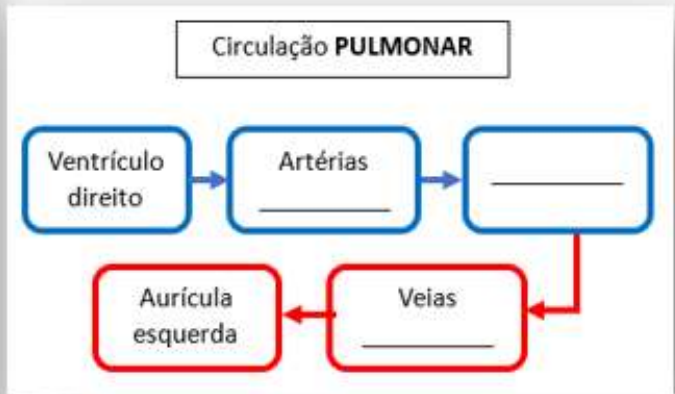 Circulação PULMONAR
Ventrículo
direito
Artérias
__________
__________
Aurícula
esquerda
Veias
__________